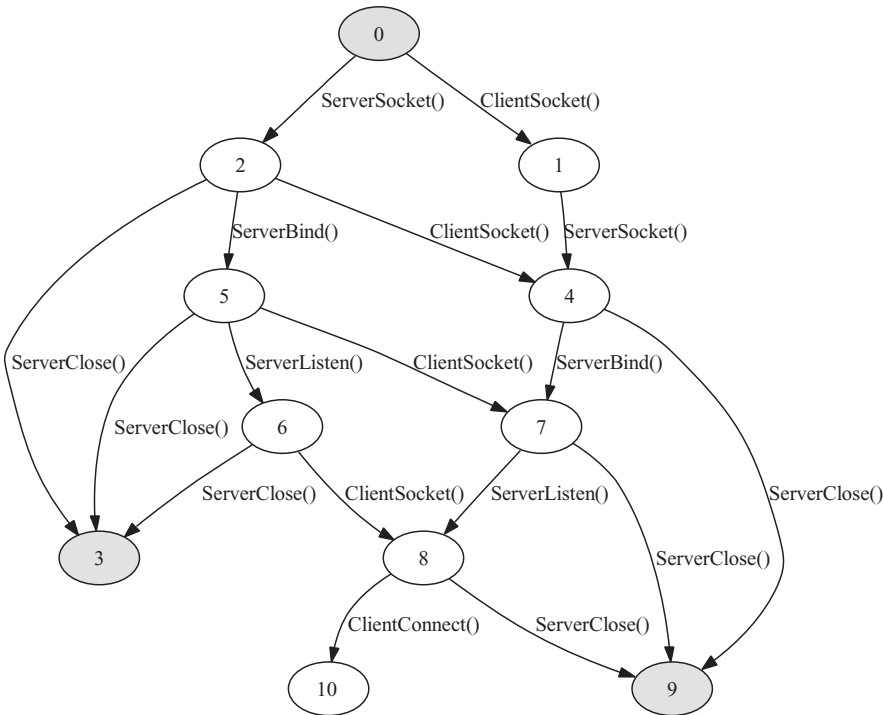 0
ServerSocket()
ClientSocket()
2
1
ServerBind()
ClientSocket()
ServerSocket()
5
4
ServerClose()
ServerListen()
ClientSocket()
ServerBind()
ServerClose()
6
7
ServerClose()
ClientSocket()
ServerListen()
ServerClose()
3
8
ServerClose()
ClientConnect()
ServerClose()
10
9